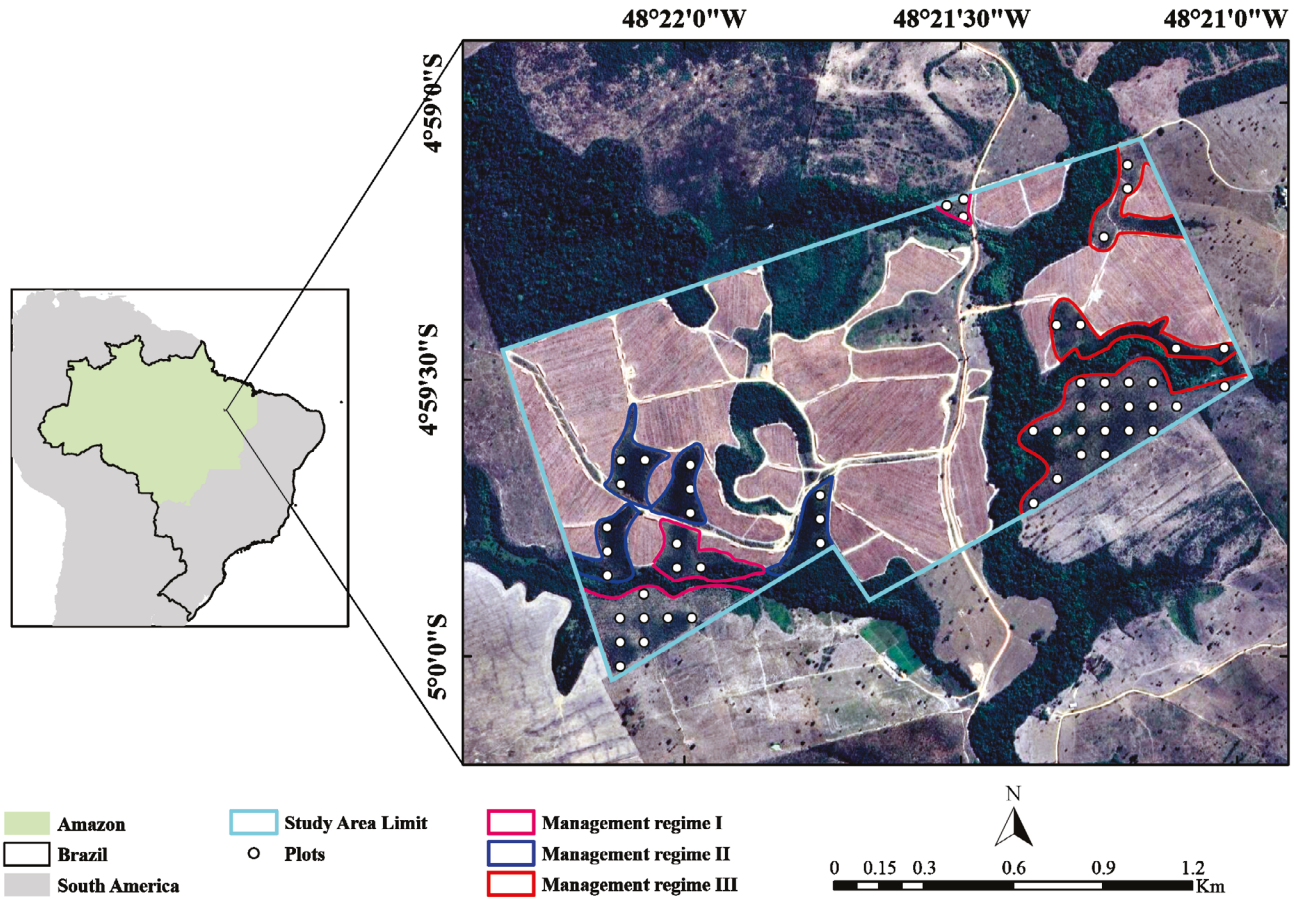 48°22'0"W 48°21'30"W 48°21'0"W
4°59'0"S
4°59'30"S
5°0'0"S
Amazon
Brazil
South America
Study Area Limit
Plots
Management regime I
Management regime II
Management regime III
N
0 0.15 0.3 0.6 0.9 1.2
Km